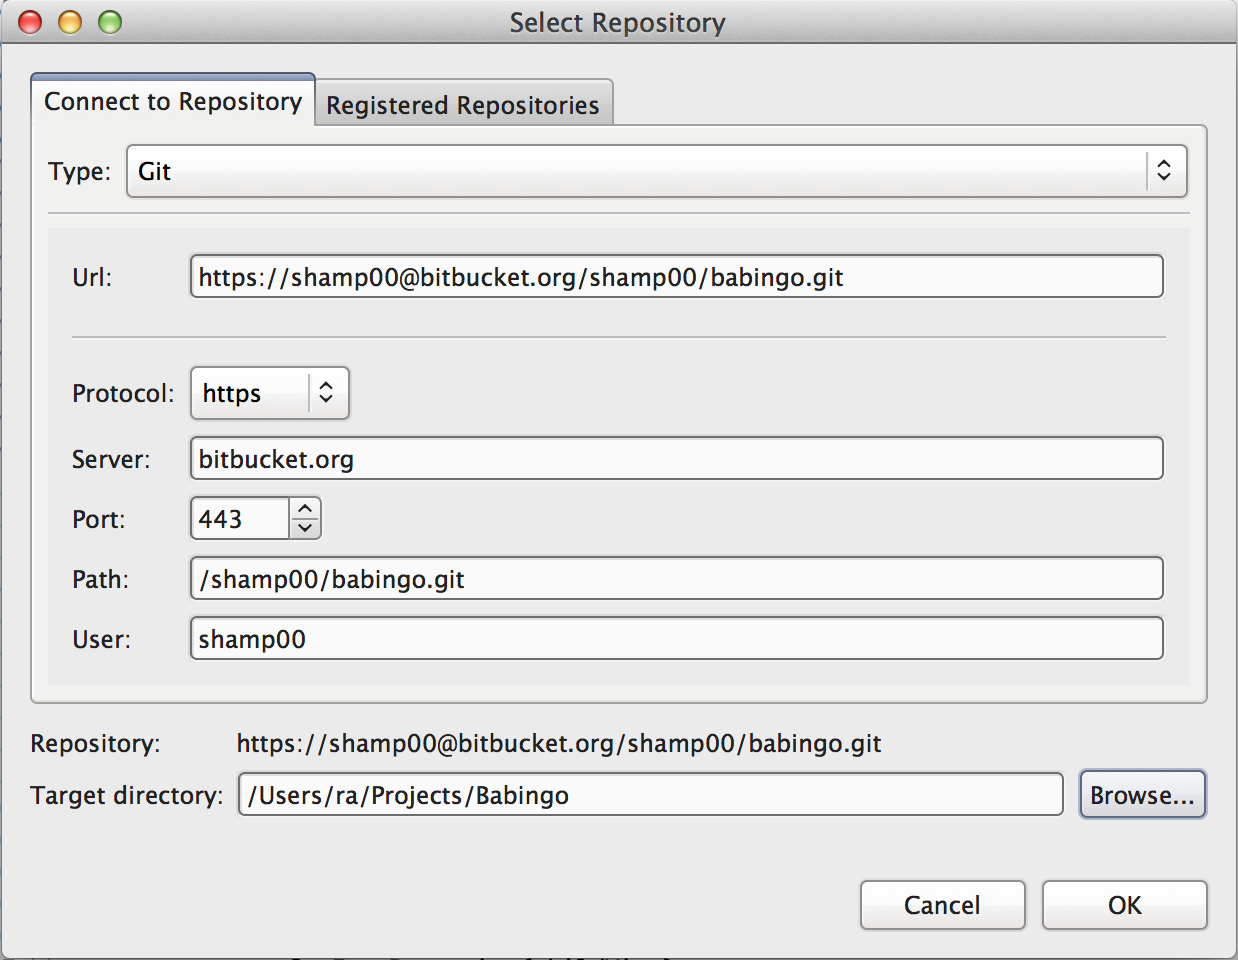 Select Repository
Connect to Repository
Registered Repositories
Type: Git
Url: https://shamp00@bitbucket.org/shamp00/babingo.git
Protocol: https
Server: bitbucket.org
Port: 443
Path: /shamp00/babingo.git
User: shamp00
Repository: https://shamp00@bitbucket.org/shamp00/babingo.git
Target directory: /Users/ra/Projects/Babingo Browse...
Cancel OK